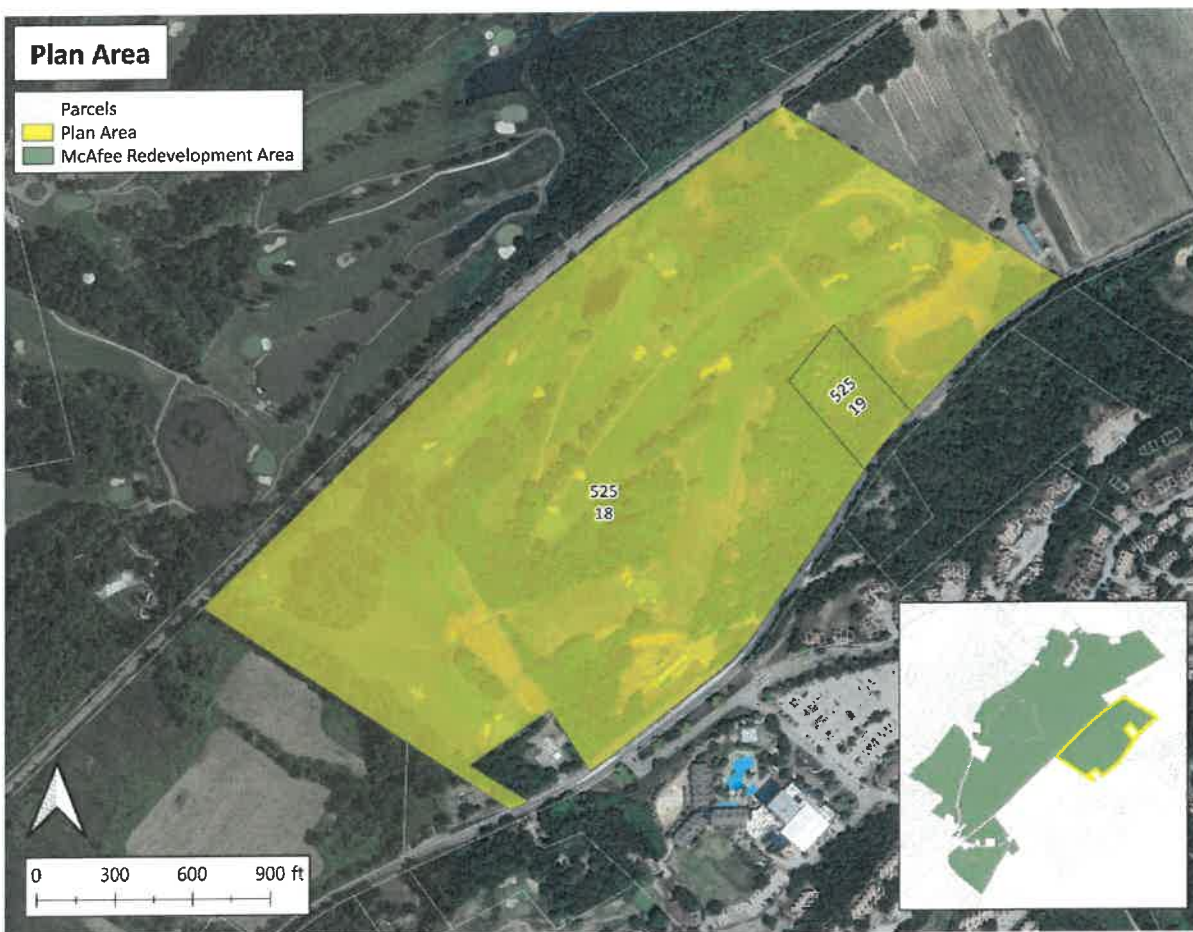 Plan Area
Parcels
Plan Area
McAfee Redevelopment Area
525
19
525
18
0 300 600 900 ft